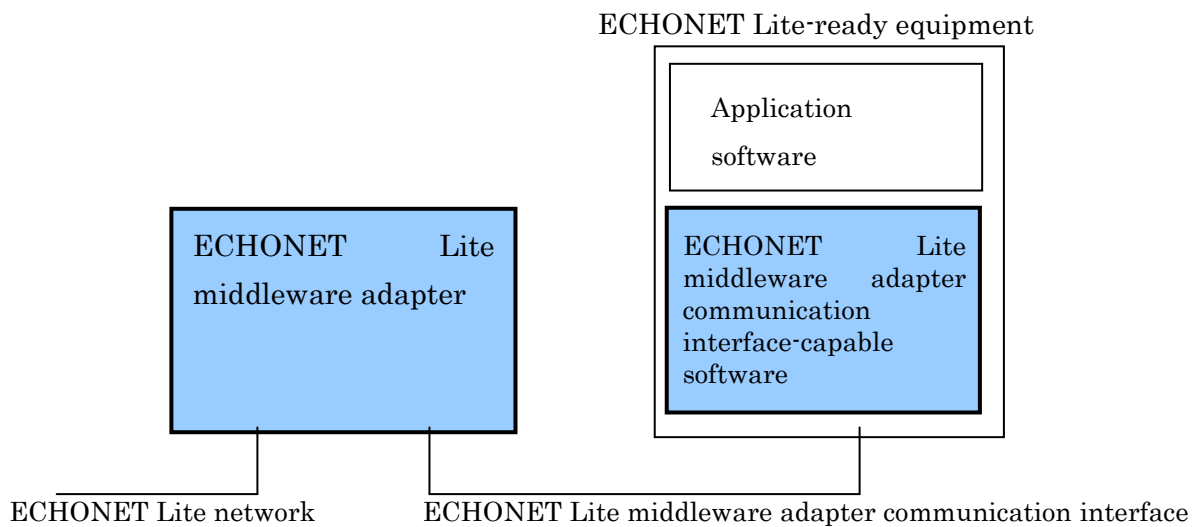 ECHONET Lite-ready equipment
Application
software
ECHONET Lite
middleware adapter
ECHONET Lite
middleware adapter
communication
interface-capable
software
ECHONET Lite network
ECHONET Lite middleware adapter communication interface